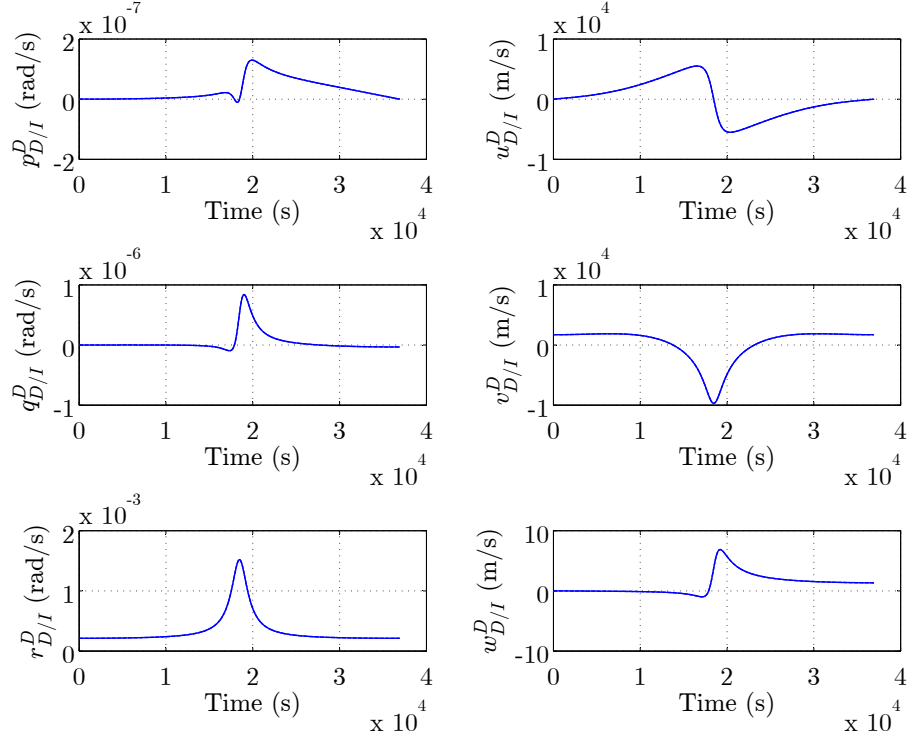 x 10^-7
p^D_{D/I} (rad/s)
2
0
-2
0 1 2 3 4
Time (s)
x 10^4
x 10^4
u^D_{D/I} (m/s)
1
0
-1
0 1 2 3 4
Time (s)
x 10^4
x 10^-6
q^D_{D/I} (rad/s)
1
0
-1
0 1 2 3 4
Time (s)
x 10^4
x 10^4
v^D_{D/I} (m/s)
1
0
-1
0 1 2 3 4
Time (s)
x 10^4
x 10^-3
r^D_{D/I} (rad/s)
2
1
0
0 1 2 3 4
Time (s)
x 10^4
w^D_{D/I} (m/s)
10
0
-10
0 1 2 3 4
Time (s)
x 10^4